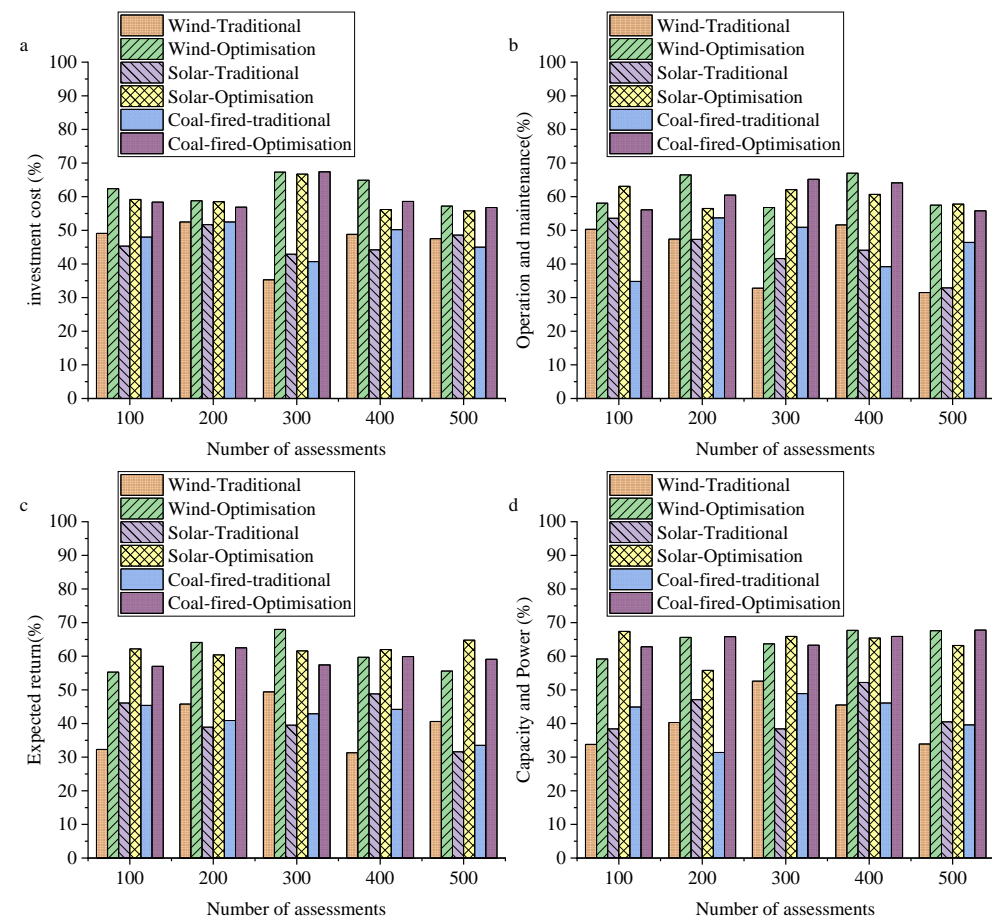 a
Wind-Traditional
Wind-Optimisation
Solar-Traditional
Solar-Optimisation
Coal-fired-traditional
Coal-fired-Optimisation
investment cost (%)
100
90
80
70
60
50
40
30
20
10
0
100 200 300 400 500
Number of assessments
b
Wind-Traditional
Wind-Optimisation
Solar-Traditional
Solar-Optimisation
Coal-fired-traditional
Coal-fired-Optimisation
Operation and maintenance(%)
100
90
80
70
60
50
40
30
20
10
0
100 200 300 400 500
Number of assessments
c
Wind-Traditional
Wind-Optimisation
Solar-Traditional
Solar-Optimisation
Coal-fired-traditional
Coal-fired-Optimisation
Expected return(%)
100
90
80
70
60
50
40
30
20
10
0
100 200 300 400 500
Number of assessments
d
Wind-Traditional
Wind-Optimisation
Solar-Traditional
Solar-Optimisation
Coal-fired-traditional
Coal-fired-Optimisation
Capacity and Power (%)
100
90
80
70
60
50
40
30
20
10
0
100 200 300 400 500
Number of assessments